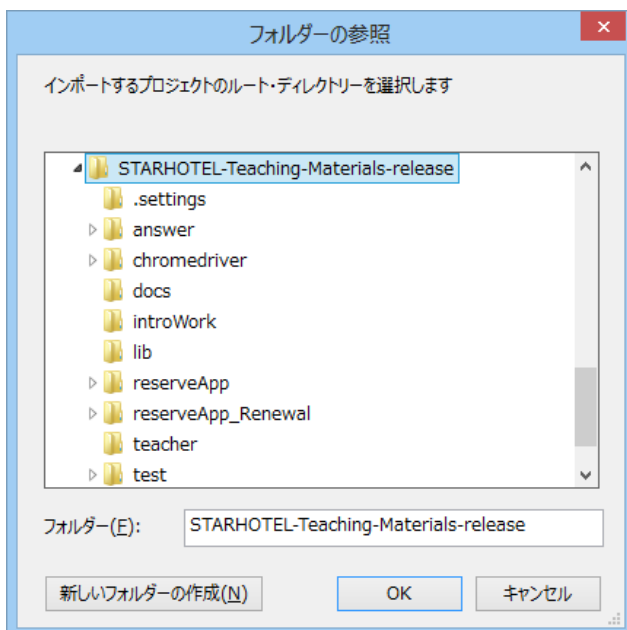 フォルダーの参照
インポートするプロジェクトのルート・ディレクトリーを選択します
STARHOTEL-Teaching-Materials-release
.settings
answer
chromedriver
docs
introWork
lib
reserveApp
reserveApp_Renewal
teacher
test
フォルダー(F): STARHOTEL-Teaching-Materials-release
新しいフォルダーの作成(N) OK キャンセル